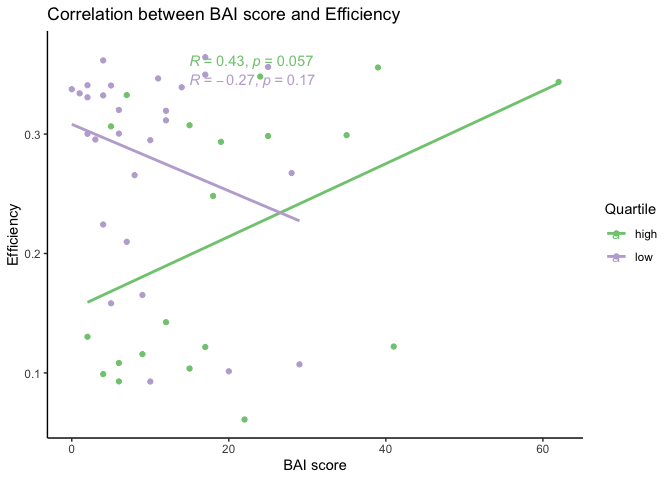 Correlation between BAI score and Efficiency
R = 0.43, p = 0.057
R = −0.27, p = 0.17
0.3
0.2
0.1
Efficiency
0
20
40
60
BAI score
Quartile
high
low